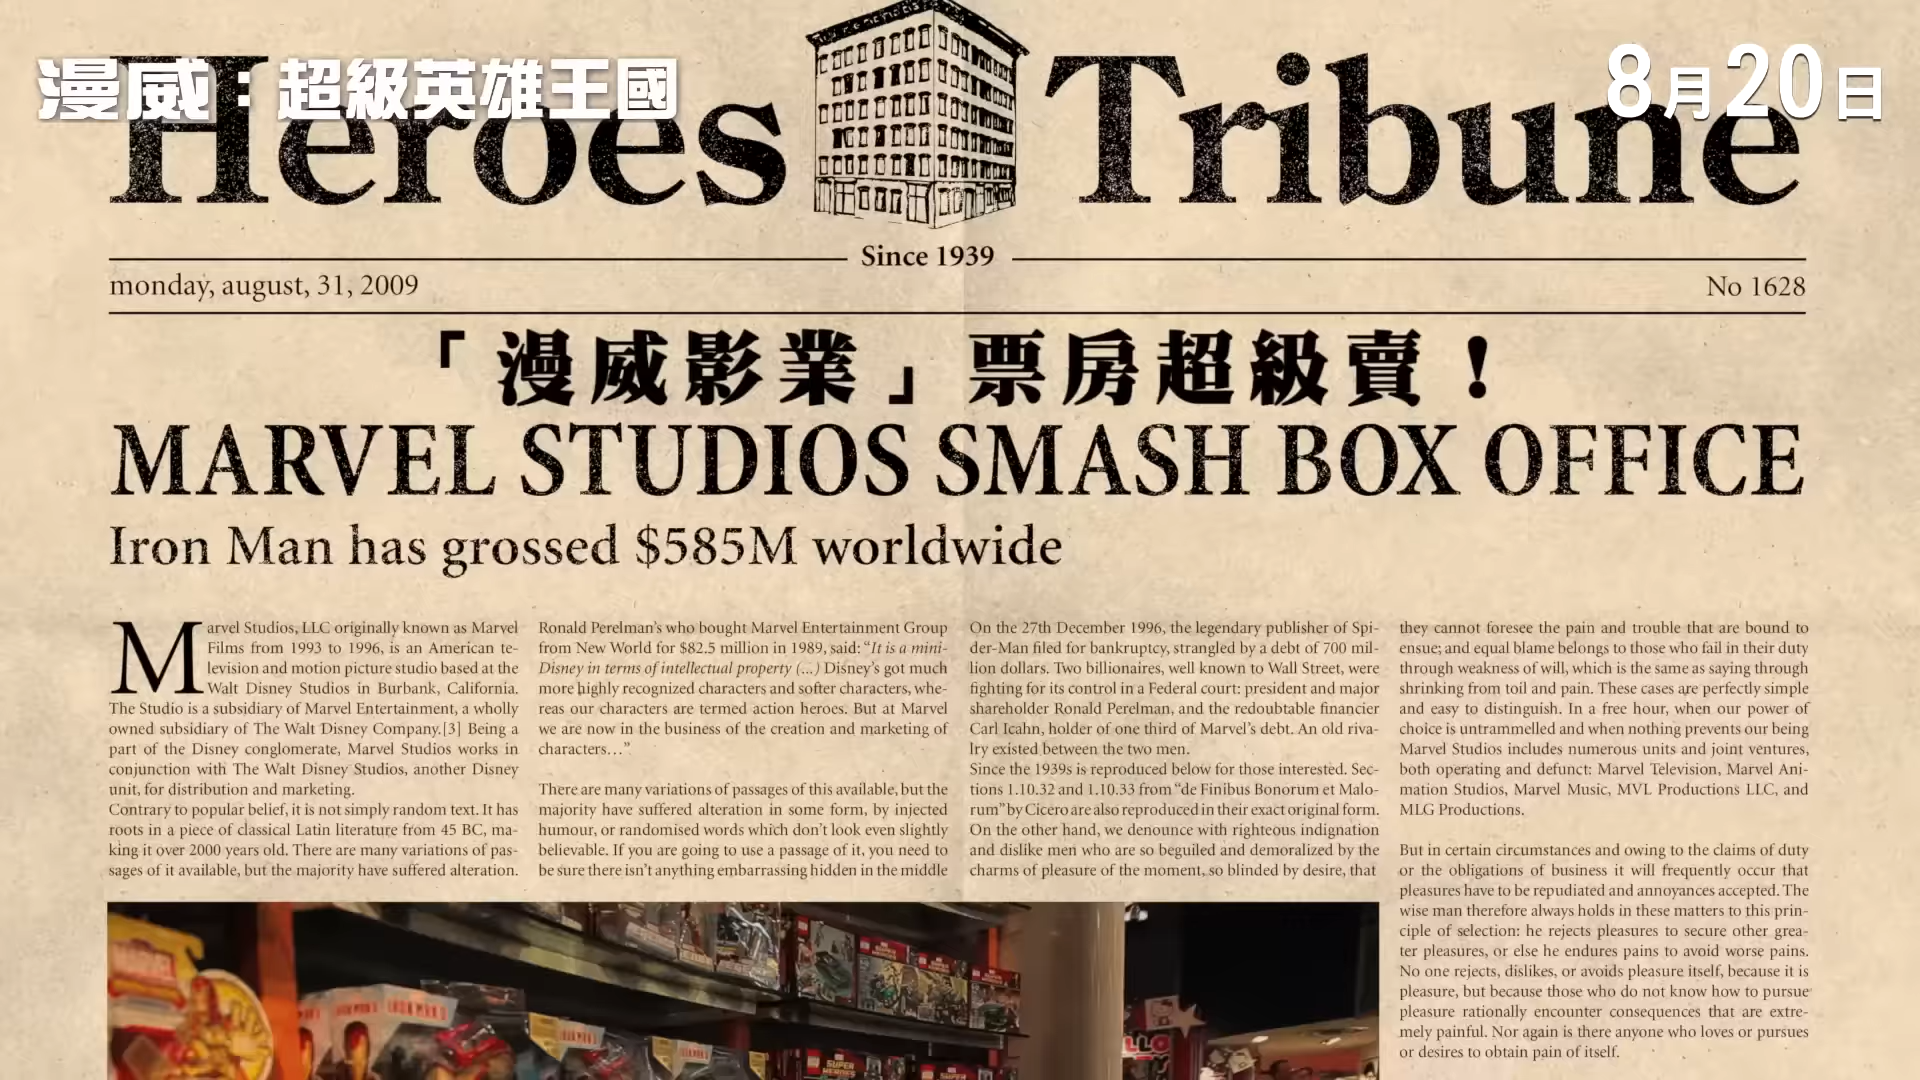 漫威：超級英雄王國
8月20日
Heroes Tribune
Since 1939
monday, august, 31, 2009
No 1628
「漫威影業」票房超級賣！
MARVEL STUDIOS SMASH BOX OFFICE
Iron Man has grossed $585M worldwide
Marvel Studios, LLC originally known as Marvel
Films from 1993 to 1996, is an American te-
levision and motion picture studio based at the
Walt Disney Studios in Burbank, California.
The Studio is a subsidiary of Marvel Entertainment, a wholly
owned subsidiary of The Walt Disney Company.[3] Being a
part of the Disney conglomerate, Marvel Studios works in
conjunction with The Walt Disney Studios, another Disney
unit, for distribution and marketing.
Contrary to popular belief, it is not simply random text. It has
roots in a piece of classical Latin literature from 45 BC, ma-
king it over 2000 years old. There are many variations of pas-
sages of it available, but the majority have suffered alteration.
Ronald Perelman's who bought Marvel Entertainment Group
from New World for $82.5 million in 1989, said: “It is a mini-
Disney in terms of intellectual property (...) Disney's got much
more highly recognized characters and softer characters, whe-
reas our characters are termed action heroes. But at Marvel
we are now in the business of the creation and marketing of
characters…”
There are many variations of passages of this available, but the
majority have suffered alteration in some form, by injected
humour, or randomised words which don't look even slightly
believable. If you are going to use a passage of it, you need to
be sure there isn't anything embarrassing hidden in the middle
On the 27th December 1996, the legendary publisher of Spi-
der-Man filed for bankruptcy, strangled by a debt of 700 mil-
lion dollars. Two billionaires, well known to Wall Street, were
fighting for its control in a Federal court: president and major
shareholder Ronald Perelman, and the redoubtable financier
Carl Icahn, holder of one third of Marvel's debt. An old riva-
lry existed between the two men.
Since the 1939s is reproduced below for those interested. Sec-
tions 1.10.32 and 1.10.33 from “de Finibus Bonorum et Malo-
rum” by Cicero are also reproduced in their exact original form.
On the other hand, we denounce with righteous indignation
and dislike men who are so beguiled and demoralized by the
charms of pleasure of the moment, so blinded by desire, that
they cannot foresee the pain and trouble that are bound to
ensue; and equal blame belongs to those who fail in their duty
through weakness of will, which is the same as saying through
shrinking from toil and pain. These cases are perfectly simple
and easy to distinguish. In a free hour, when our power of
choice is untrammelled and when nothing prevents our being
Marvel Studios includes numerous units and joint ventures,
both operating and defunct: Marvel Television, Marvel Ani-
mation Studios, Marvel Music, MVL Productions LLC, and
MLG Productions.
But in certain circumstances and owing to the claims of duty
or the obligations of business it will frequently occur that
pleasures have to be repudiated and annoyances accepted. The
wise man therefore always holds in these matters to this prin-
ciple of selection: he rejects pleasures to secure other grea-
ter pleasures, or else he endures pains to avoid worse pains.
No one rejects, dislikes, or avoids pleasure itself, because it is
pleasure, but because those who do not know how to pursue
pleasure rationally encounter consequences that are extre-
mely painful. Nor again is there anyone who loves or pursues
or desires to obtain pain of itself.
MARVEL
IRON MAN
SUPER HEROES